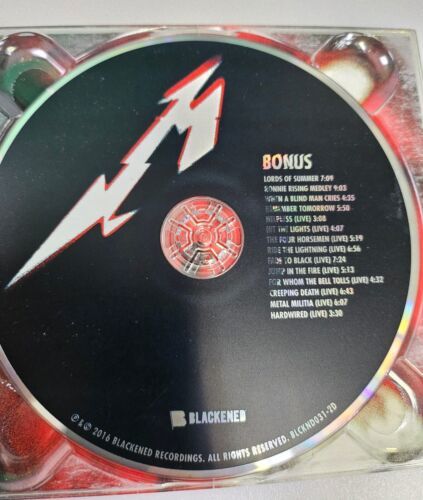 BONUS
LORDS OF SUMMER 7:09
RONNIE RISING MEDLEY 9:03
WHEN A BLIND MAN CRIES 4:35
REMEMBER TOMORROW 5:50
HELPLESS (LIVE) 3:08
HIT THE LIGHTS (LIVE) 4:07
THE FOUR HORSEMEN (LIVE) 5:19
RIDE THE LIGHTNING (LIVE) 6:56
FADE TO BLACK (LIVE) 7:24
JUMP IN THE FIRE (LIVE) 5:13
FOR WHOM THE BELL TOLLS (LIVE) 4:32
CREEPING DEATH (LIVE) 6:43
METAL MILITIA (LIVE) 6:07
HARDWIRED (LIVE) 3:30
BLACKENED
℗ & © 2016 BLACKENED RECORDINGS. ALL RIGHTS RESERVED. BLCKND031-2D